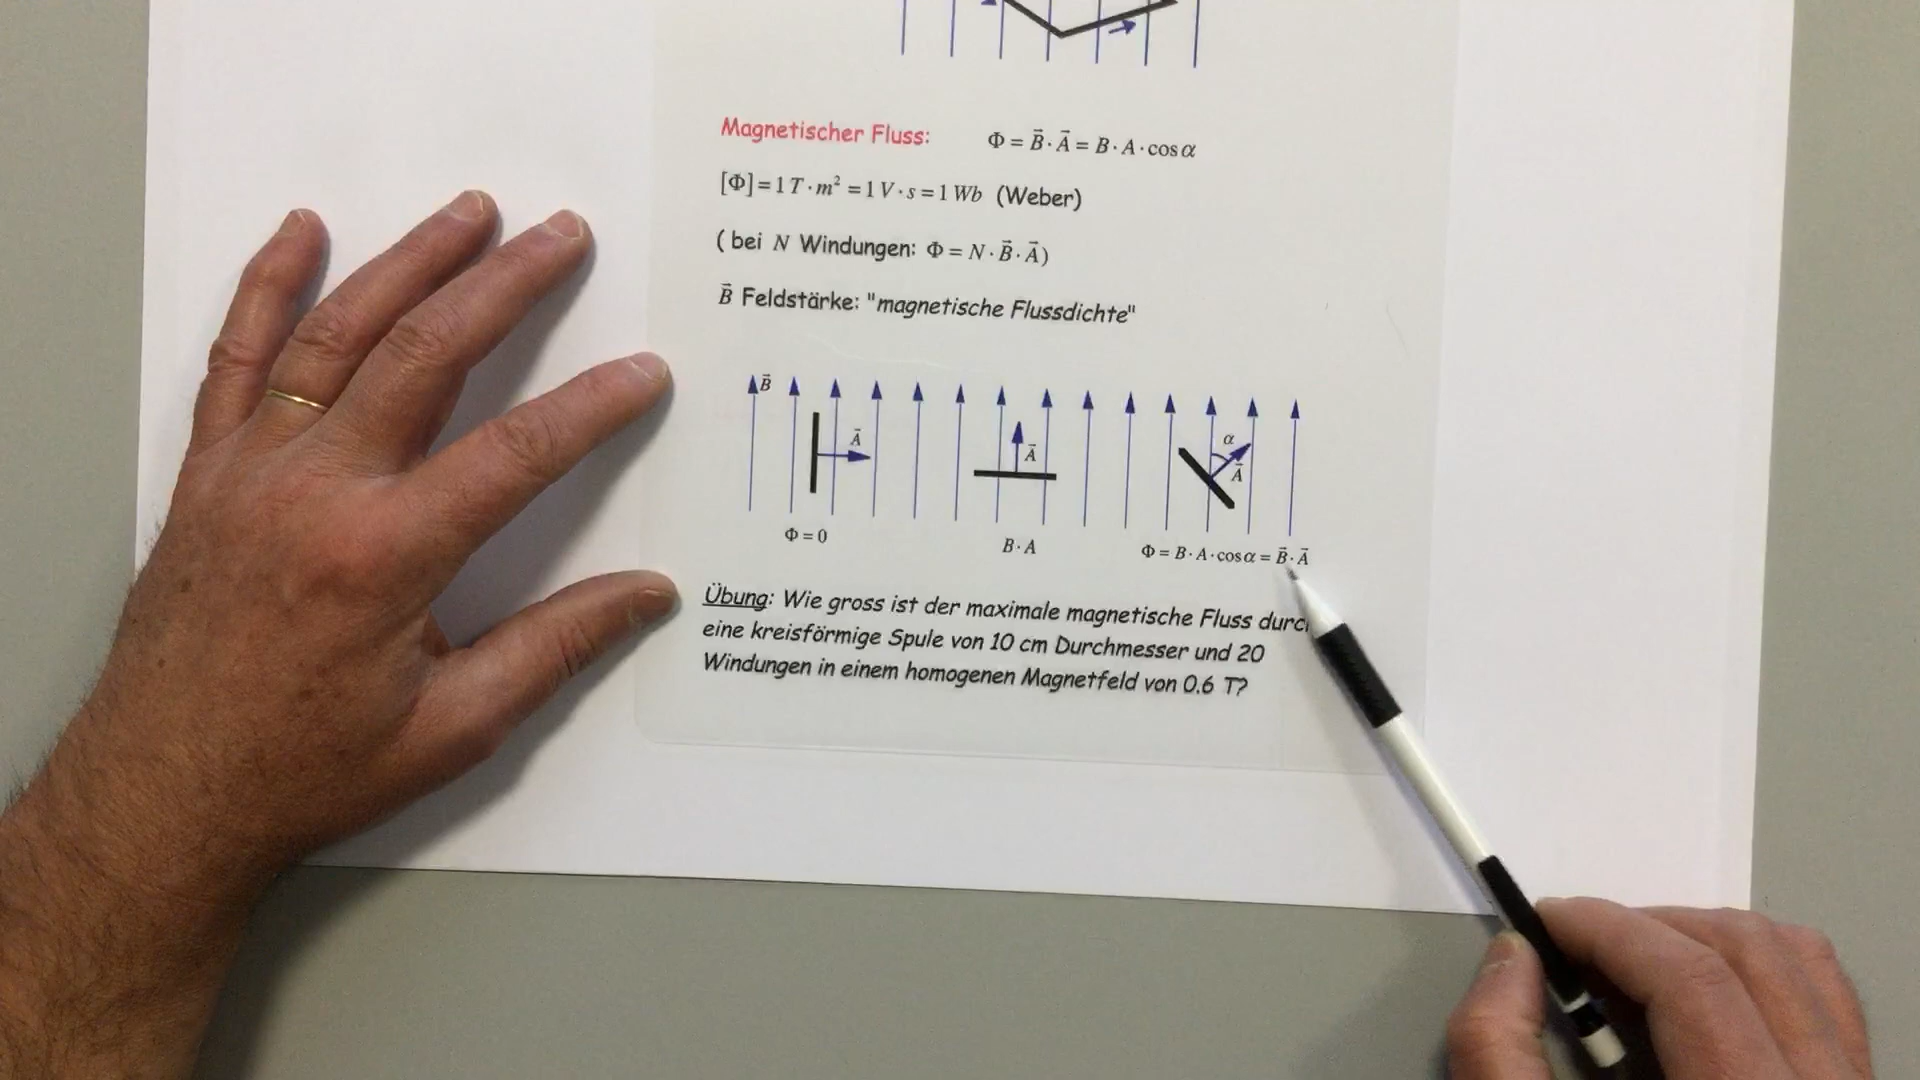 Magnetischer Fluss: Φ = B⃗ · A⃗ = B · A · cos α
[Φ] = 1 T · m² = 1 V · s = 1 Wb (Weber)
( bei N Windungen: Φ = N · B⃗ · A⃗ )
B⃗ Feldstärke: "magnetische Flussdichte"
B⃗
A⃗
A⃗
α
A⃗
Φ = 0
B · A
Φ = B · A · cos α = B⃗ · A⃗
Übung: Wie gross ist der maximale magnetische Fluss durc
eine kreisförmige Spule von 10 cm Durchmesser und 20
Windungen in einem homogenen Magnetfeld von 0.6 T?